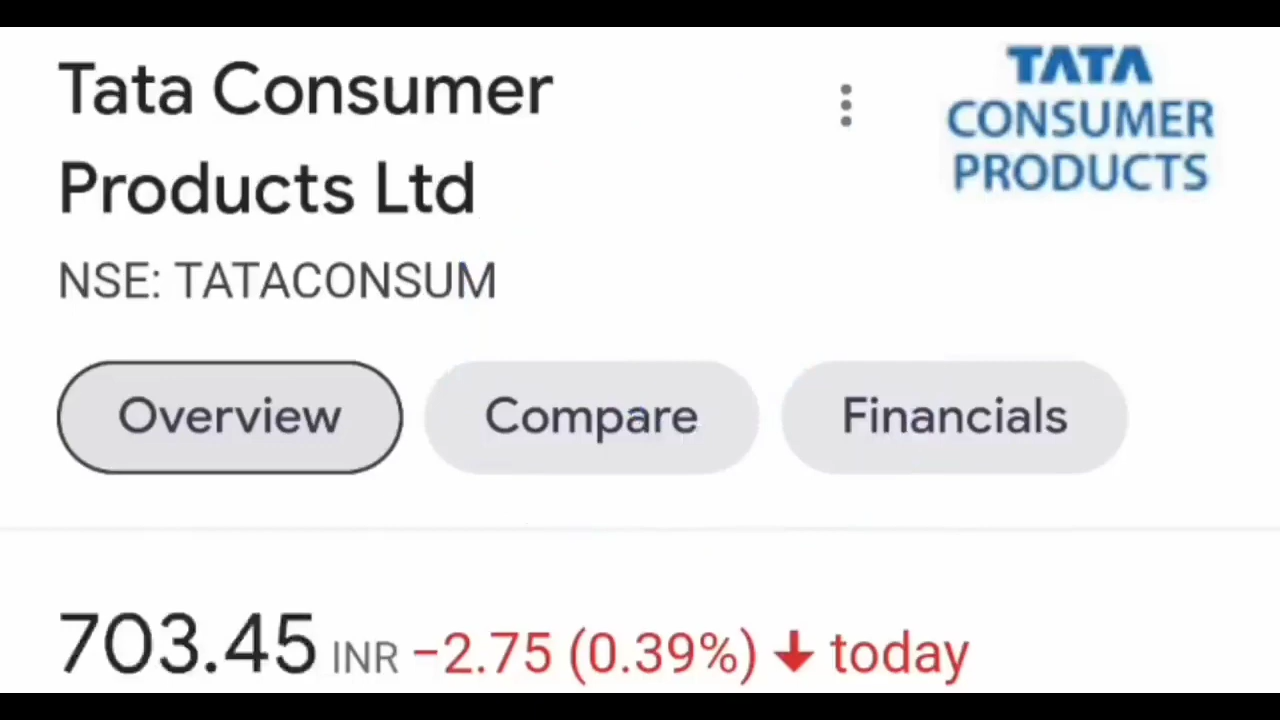 Tata Consumer
Products Ltd
TATA
CONSUMER
PRODUCTS
NSE: TATACONSUM
Overview
Compare
Financials
703.45 INR −2.75 (0.39%) ↓ today